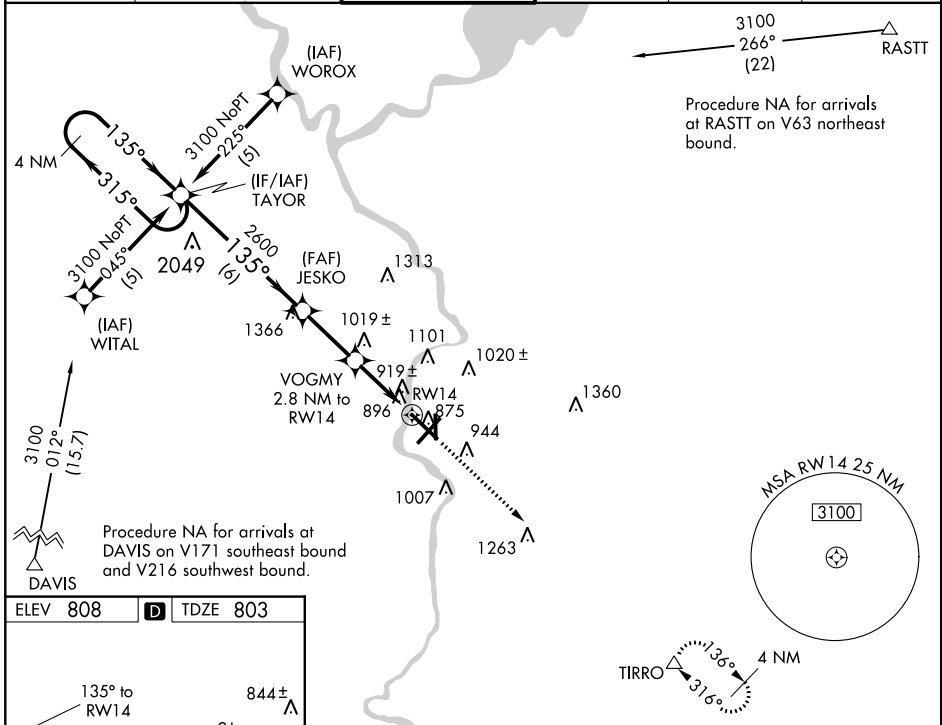 (IAF)
WOROX
3100
266°
(22)
RASTT
Procedure NA for arrivals
at RASTT on V63 northeast
bound.
3100 NoPT
225°
(5)
4 NM
135°
315°
(IF/IAF)
TAYOR
3100 NoPT
045°
(5)
2049
2600
135°
(6)
(FAF)
JESKO
1313
(IAF)
WITAL
1366
1019 ±
1101
1020 ±
VOGMY
2.8 NM to
RW14
919 ±
RW14
896
875
1360
944
3100
012°
(15.7)
1007
MSA RW14 25 NM
3100
Procedure NA for arrivals at
DAVIS on V171 southeast bound
and V216 southwest bound.
1263
DAVIS
ELEV 808
D
TDZE 803
135° to
RW14
844 ±
TIRRO
136°
316°
4 NM